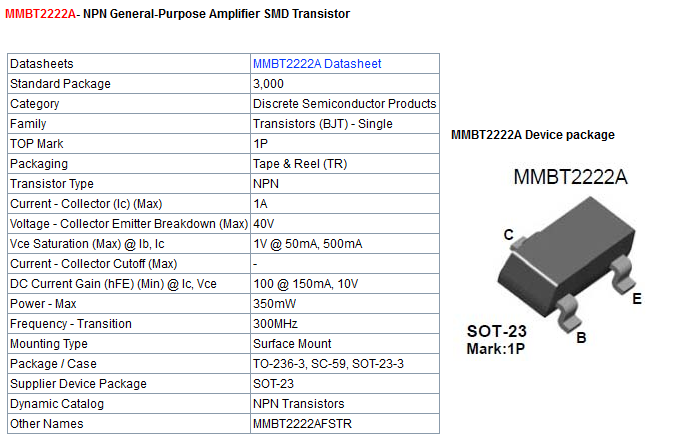 MMBT2222A- NPN General-Purpose Amplifier SMD Transistor
Datasheets MMBT2222A Datasheet
Standard Package 3,000
Category Discrete Semiconductor Products
Family Transistors (BJT) - Single
TOP Mark 1P
Packaging Tape & Reel (TR)
Transistor Type NPN
Current - Collector (Ic) (Max) 1A
Voltage - Collector Emitter Breakdown (Max) 40V
Vce Saturation (Max) @ Ib, Ic 1V @ 50mA, 500mA
Current - Collector Cutoff (Max) -
DC Current Gain (hFE) (Min) @ Ic, Vce 100 @ 150mA, 10V
Power - Max 350mW
Frequency - Transition 300MHz
Mounting Type Surface Mount
Package / Case TO-236-3, SC-59, SOT-23-3
Supplier Device Package SOT-23
Dynamic Catalog NPN Transistors
Other Names MMBT2222AFSTR
MMBT2222A Device package
MMBT2222A
C
E
B
SOT-23
Mark:1P